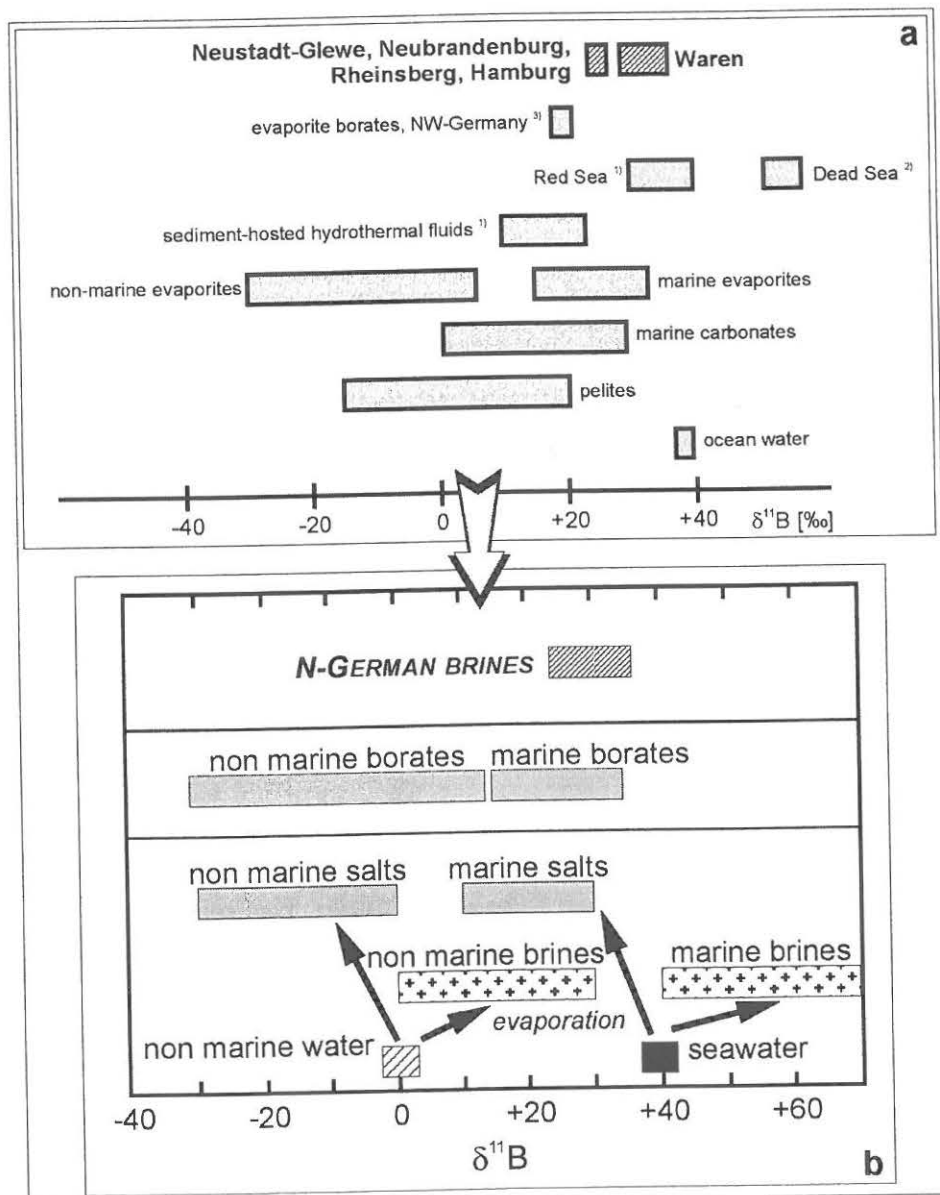 a
Neustadt-Glewe, Neubrandenburg,
Rheinsberg, Hamburg
Waren
evaporite borates, NW-Germany 3)
Red Sea 1)
Dead Sea 2)
sediment-hosted hydrothermal fluids 1)
non-marine evaporites
marine evaporites
marine carbonates
pelites
ocean water
-40 -20 0 +20 +40 δ¹¹B [‰]
N-GERMAN BRINES
non marine borates marine borates
non marine salts marine salts
non marine brines marine brines
evaporation
non marine water seawater
-40 -20 0 +20 +40 +60
δ¹¹B
b